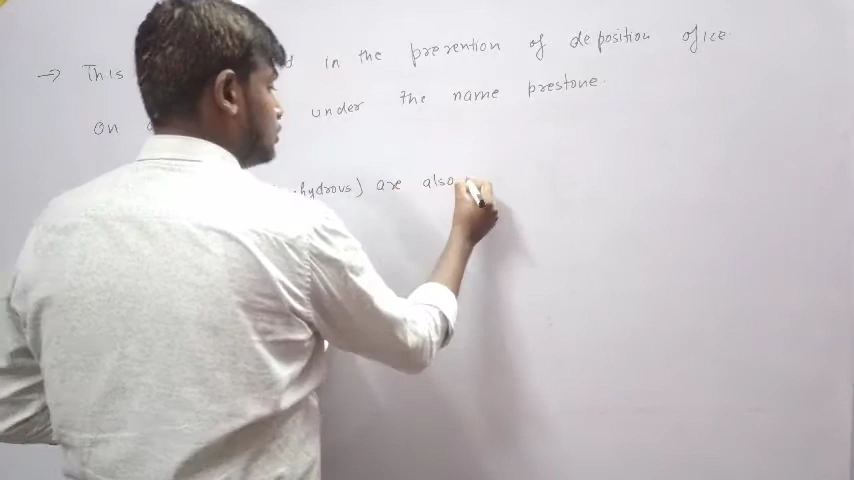 → This in the prevention of deposition of ice.
On under the name prestone.
hydrous) are also